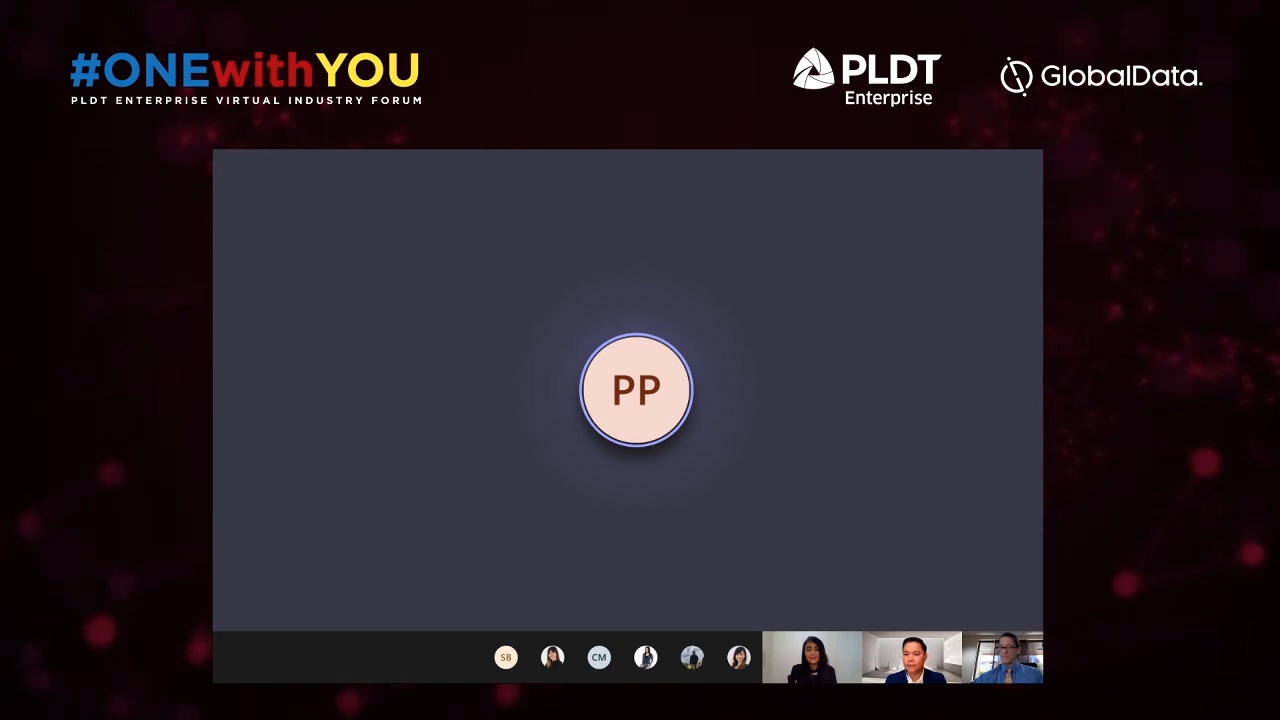 #ONEwithYOU
PLDT ENTERPRISE VIRTUAL INDUSTRY FORUM
PLDT
Enterprise
GlobalData.
PP
SB
CM